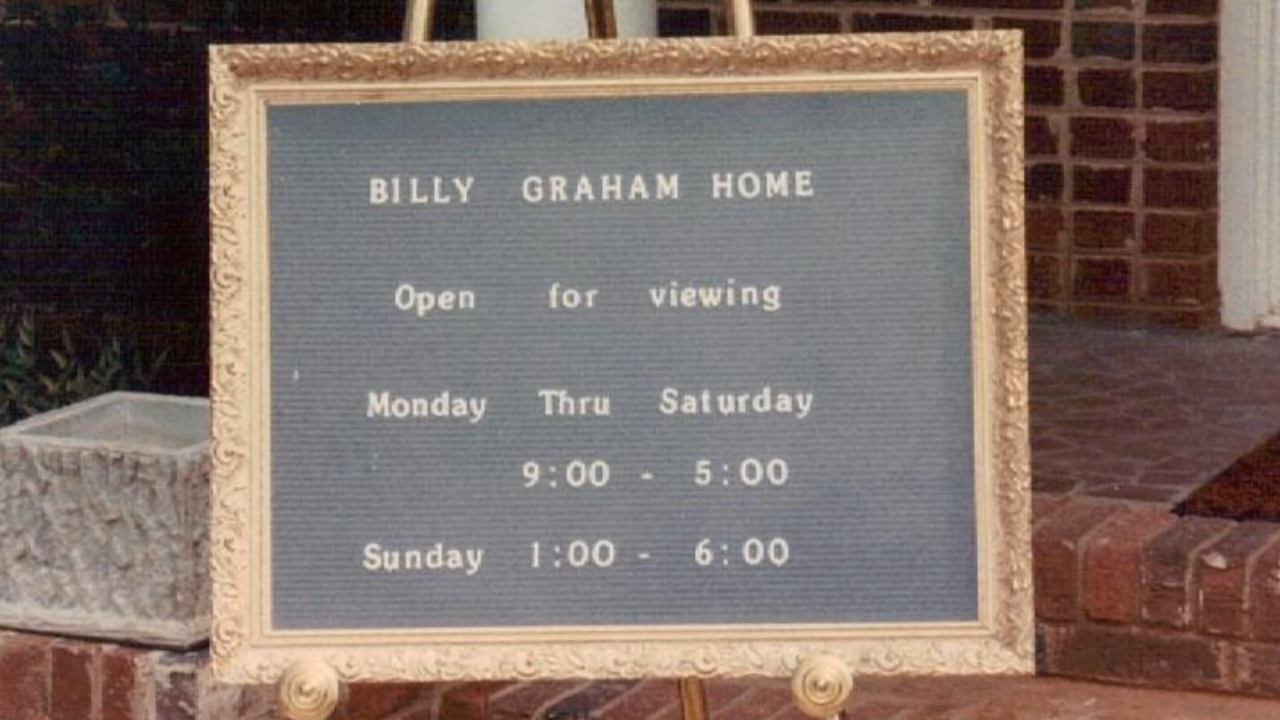 BILLY GRAHAM HOME
Open for viewing
Monday Thru Saturday
9:00 - 5:00
Sunday 1:00 - 6:00